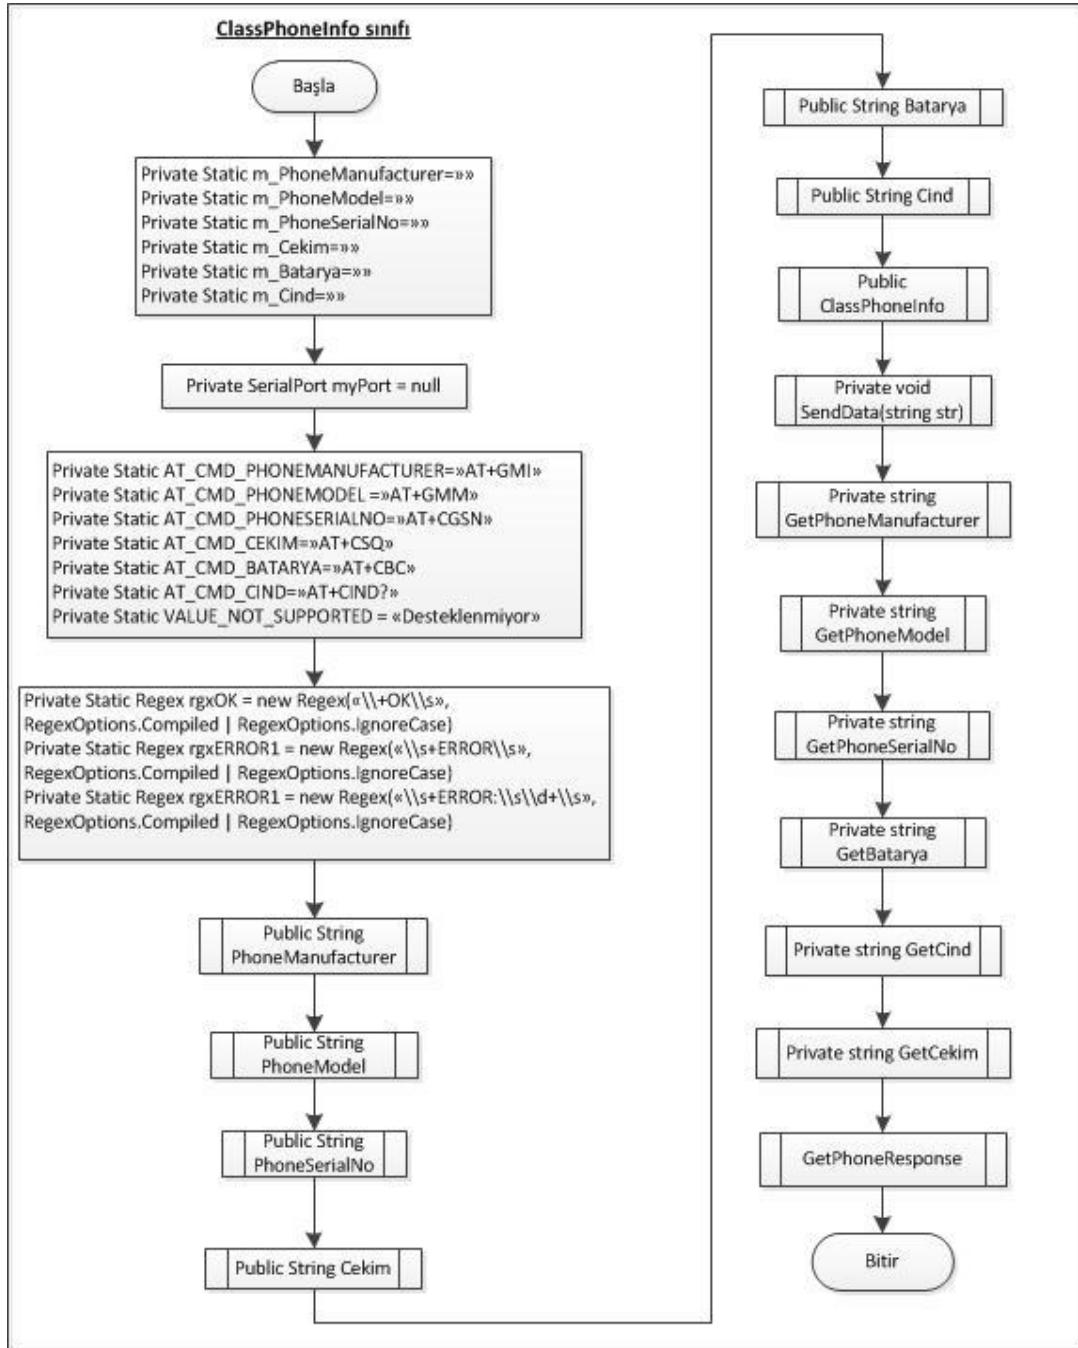 ClassPhoneInfo sınıfı
Başla
Private Static m_PhoneManufacturer=»»
Private Static m_PhoneModel=»»
Private Static m_PhoneSerialNo=»»
Private Static m_Cekim=»»
Private Static m_Batarya=»»
Private Static m_Cind=»»
Private SerialPort myPort = null
Private Static AT_CMD_PHONEMANUFACTURER=»AT+GMI»
Private Static AT_CMD_PHONEMODEL =»AT+GMM»
Private Static AT_CMD_PHONESERIALNO=»AT+CGSN»
Private Static AT_CMD_CEKIM=»AT+CSQ»
Private Static AT_CMD_BATARYA=»AT+CBC»
Private Static AT_CMD_CIND=»AT+CIND?»
Private Static VALUE_NOT_SUPPORTED = «Desteklenmiyor»
Private Static Regex rgxOK = new Regex(«\\+OK\\s»,
RegexOptions.Compiled | RegexOptions.IgnoreCase)
Private Static Regex rgxERROR1 = new Regex(«\\s+ERROR\\s»,
RegexOptions.Compiled | RegexOptions.IgnoreCase)
Private Static Regex rgxERROR1 = new Regex(«\\s+ERROR:\\s\\d+\\s»,
RegexOptions.Compiled | RegexOptions.IgnoreCase)
Public String
PhoneManufacturer
Public String
PhoneModel
Public String
PhoneSerialNo
Public String Cekim
Public String Batarya
Public String Cind
Public
ClassPhoneInfo
Private void
SendData(string str)
Private string
GetPhoneManufacturer
Private string
GetPhoneModel
Private string
GetPhoneSerialNo
Private string
GetBatarya
Private string GetCind
Private string GetCekim
GetPhoneResponse
Bitir